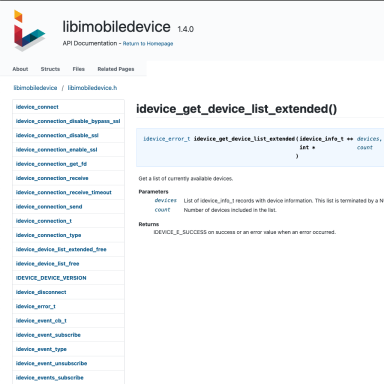 libimobiledevice 1.4.0
API Documentation - Return to Homepage
About Structs Files Related Pages
libimobiledevice / libimobiledevice.h
idevice_connect
idevice_connection_disable_bypass_ssl
idevice_connection_disable_ssl
idevice_connection_enable_ssl
idevice_connection_get_fd
idevice_connection_receive
idevice_connection_receive_timeout
idevice_connection_send
idevice_connection_t
idevice_connection_type
idevice_device_list_extended_free
idevice_device_list_free
IDEVICE_DEVICE_VERSION
idevice_disconnect
idevice_error_t
idevice_event_cb_t
idevice_event_subscribe
idevice_event_type
idevice_event_unsubscribe
idevice_events_subscribe
idevice_get_device_list_extended()
idevice_error_t idevice_get_device_list_extended ( idevice_info_t ** devices,
int * count
)
Get a list of currently available devices.
Parameters
devices List of idevice_info_t records with device information. This list is terminated by a
count Number of devices included in the list.
Returns
IDEVICE_E_SUCCESS on success or an error value when an error occurred.